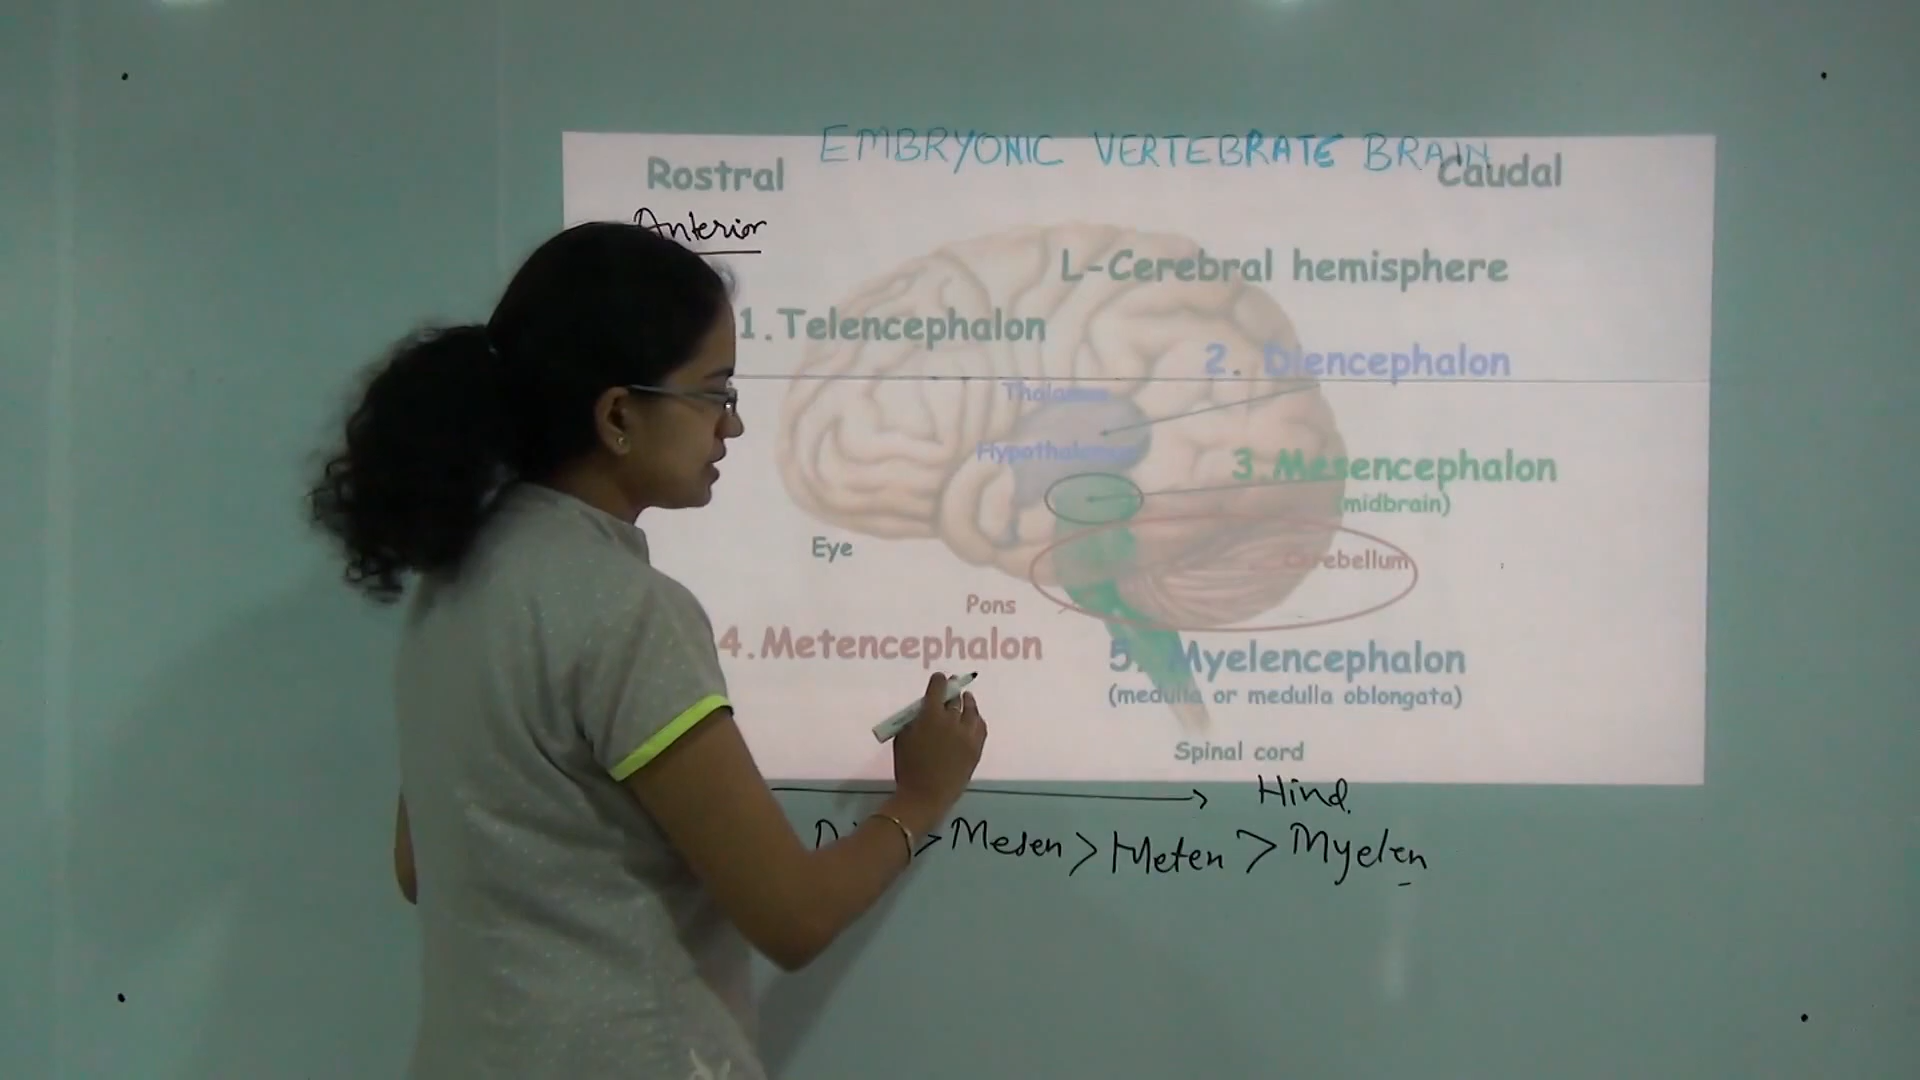 EMBRYONIC VERTEBRATE BRAIN
Rostral
Caudal
Anterior
L-Cerebral hemisphere
1.Telencephalon
2. Diencephalon
Thalamus
Hypothalamus
3.Mesencephalon
(midbrain)
Eye
Cerebellum
Pons
4.Metencephalon
5. Myelencephalon
(medulla or medulla oblongata)
Spinal cord
Hind
> Mesen > Meten > Myelen